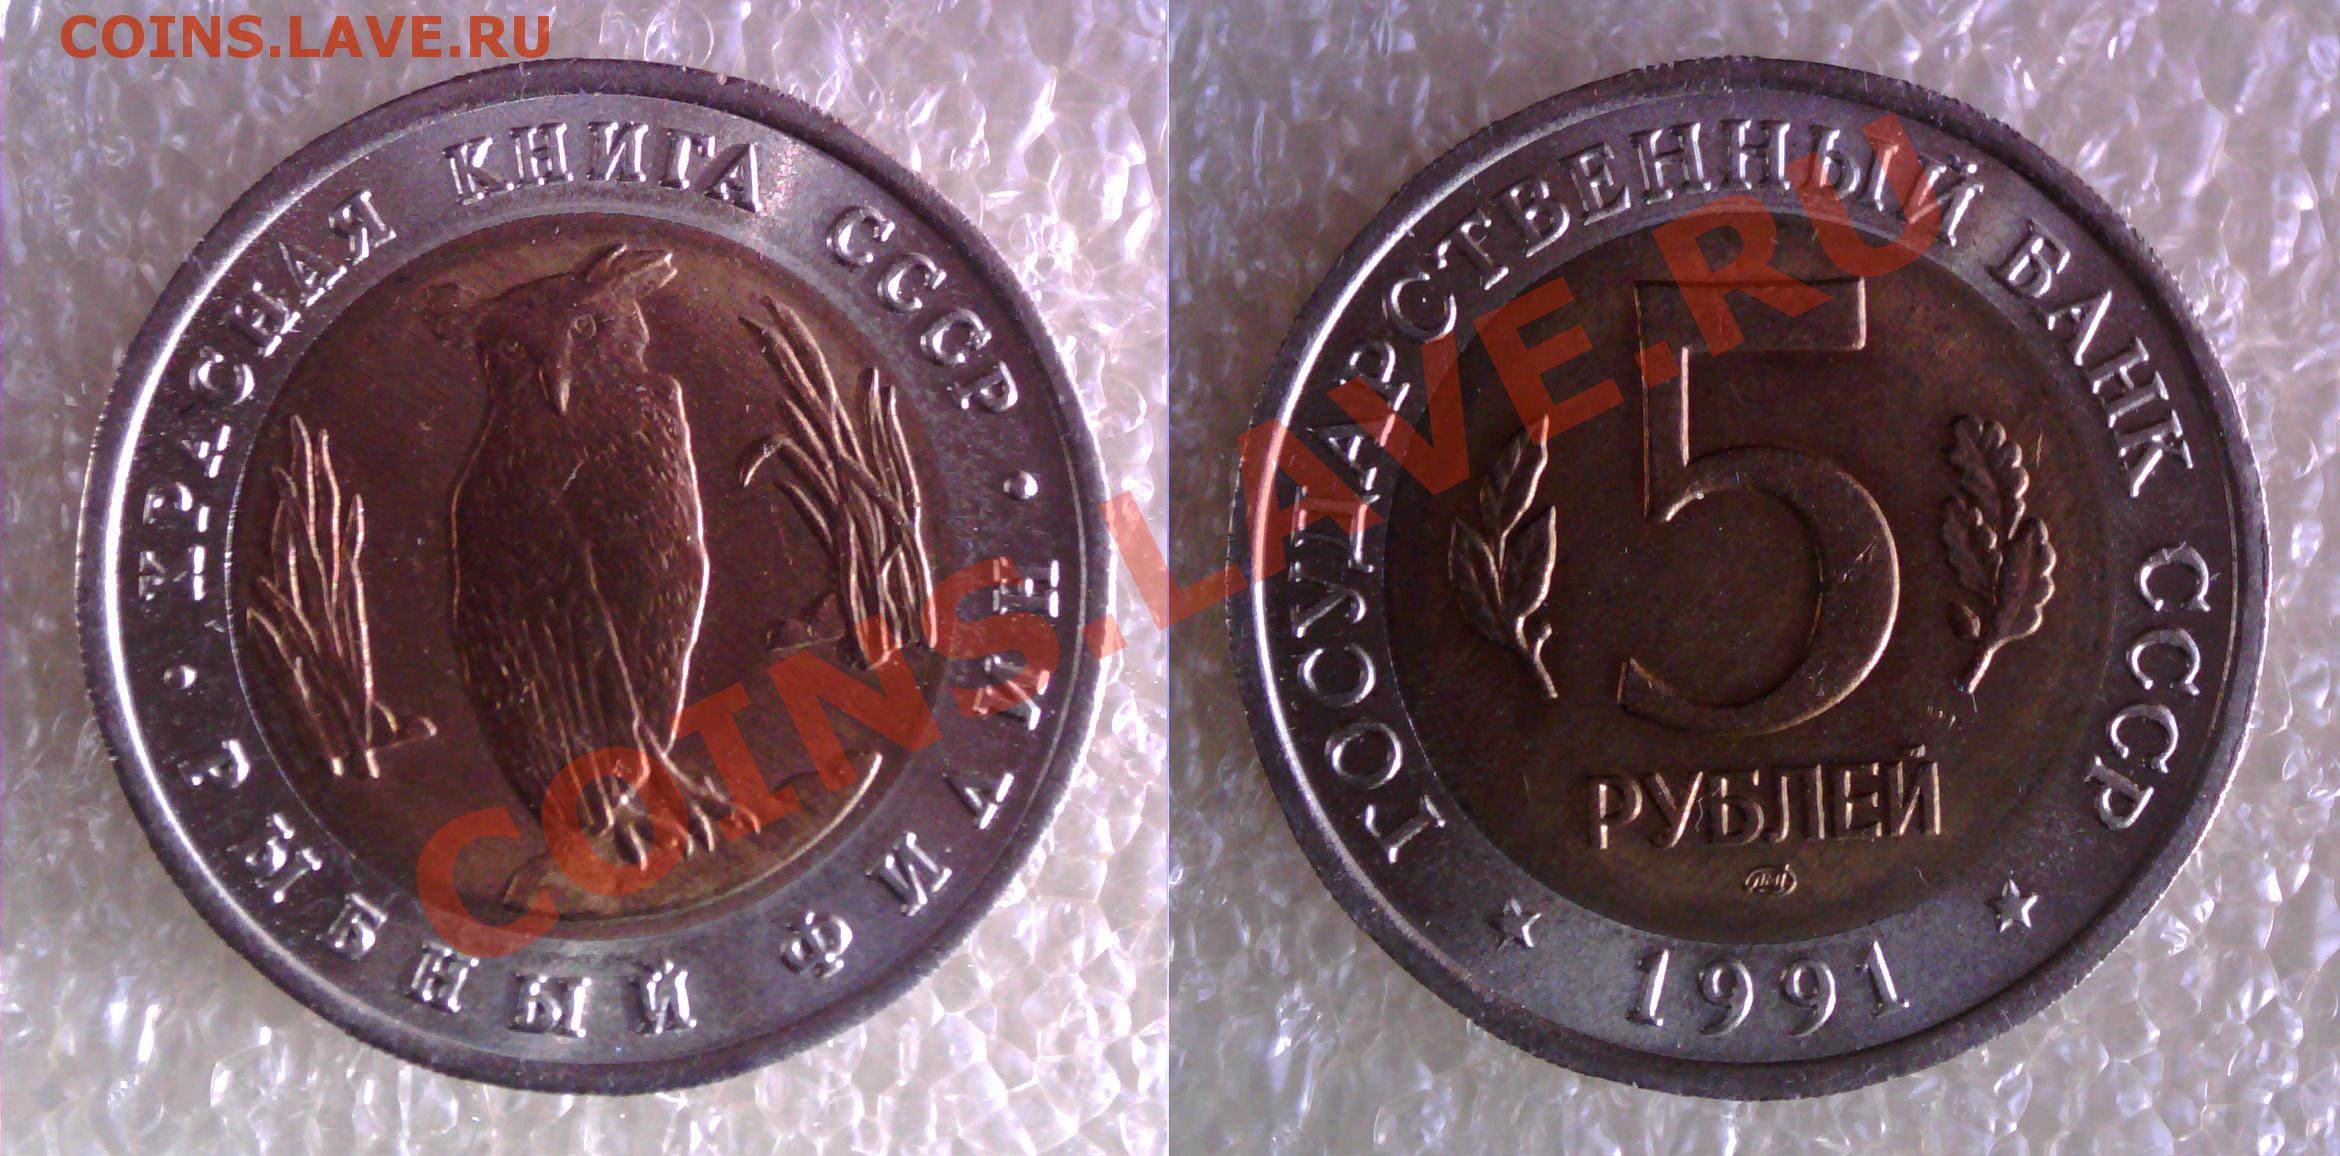 COINS.LAVE.RU
КРАСНАЯ КНИГА СССР · РЫБНЫЙ ФИЛИН ·
ГОСУДАРСТВЕННЫЙ БАНК СССР
5
РУБЛЕЙ
ЛМД
★ 1991 ★
COINS.LAVE.RU